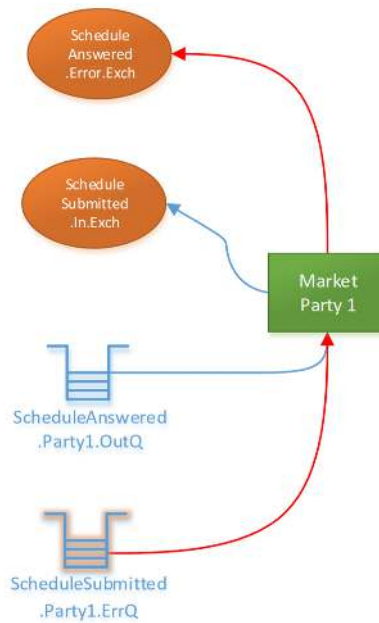 Schedule
Answered
.Error.Exch
Schedule
Submitted
.In.Exch
Market
Party 1
ScheduleAnswered
.Party1.OutQ
ScheduleSubmitted
.Party1.ErrQ